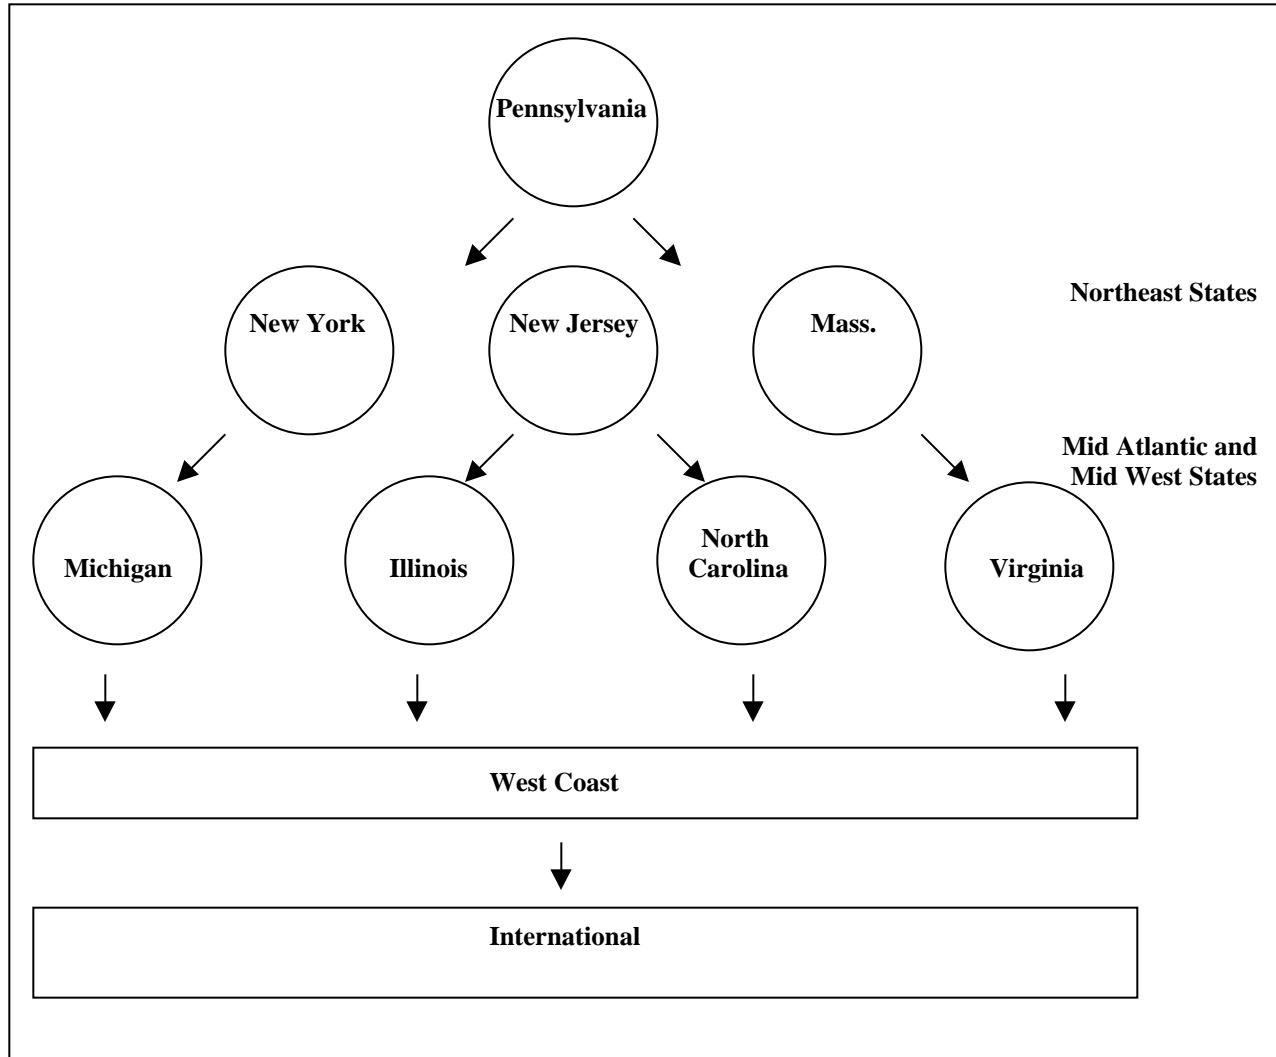 Pennsylvania
Northeast States
New York
New Jersey
Mass.
Mid Atlantic and
Mid West States
Michigan
Illinois
North
Carolina
Virginia
West Coast
International